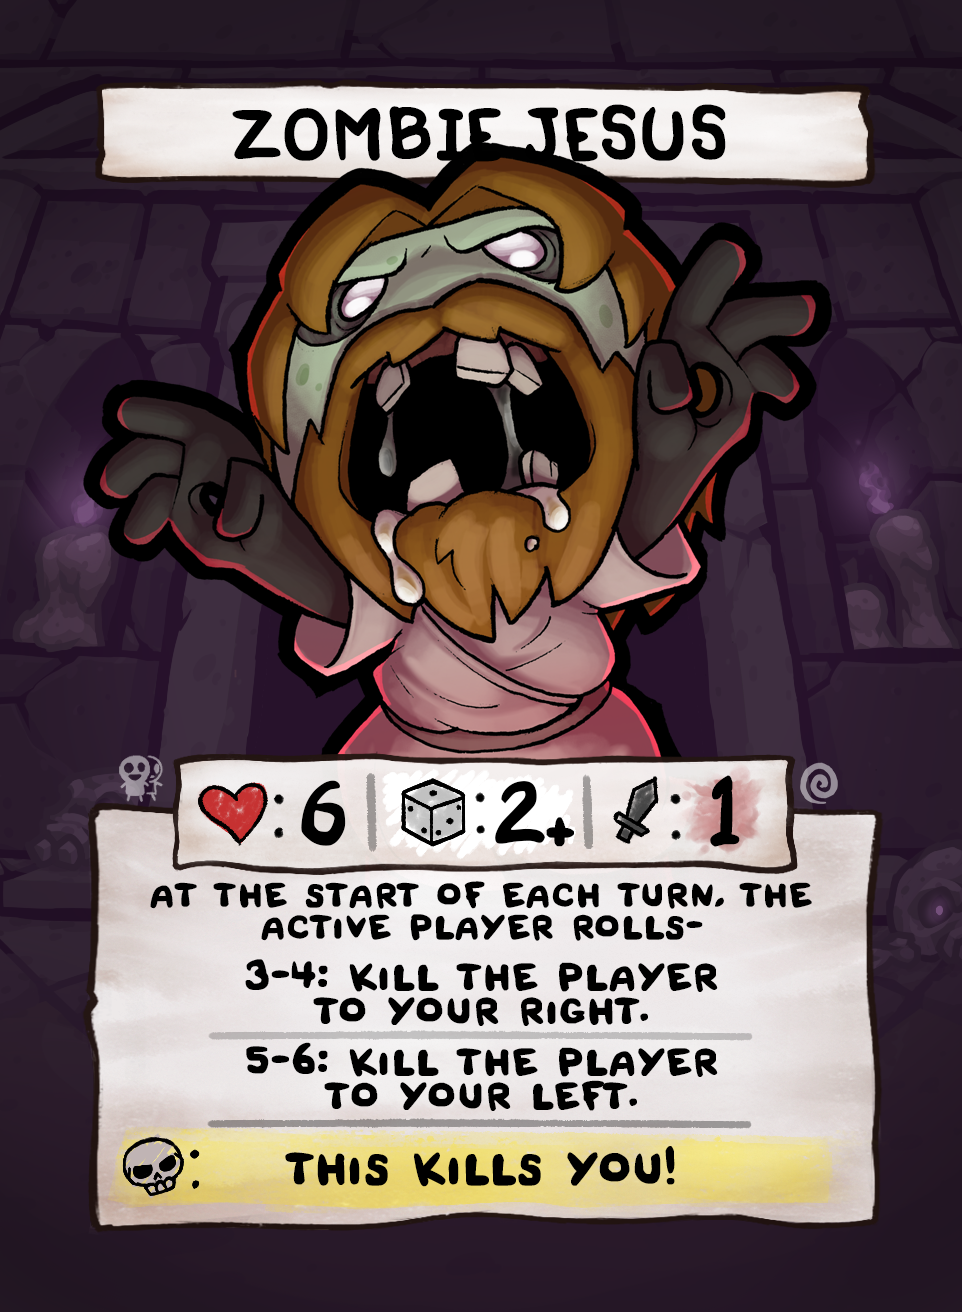 ZOMBIE JESUS
: 6 | : 2+ | : 1
AT THE START OF EACH TURN, THE
ACTIVE PLAYER ROLLS-
3-4: KILL THE PLAYER
TO YOUR RIGHT.
5-6: KILL THE PLAYER
TO YOUR LEFT.
: THIS KILLS YOU!